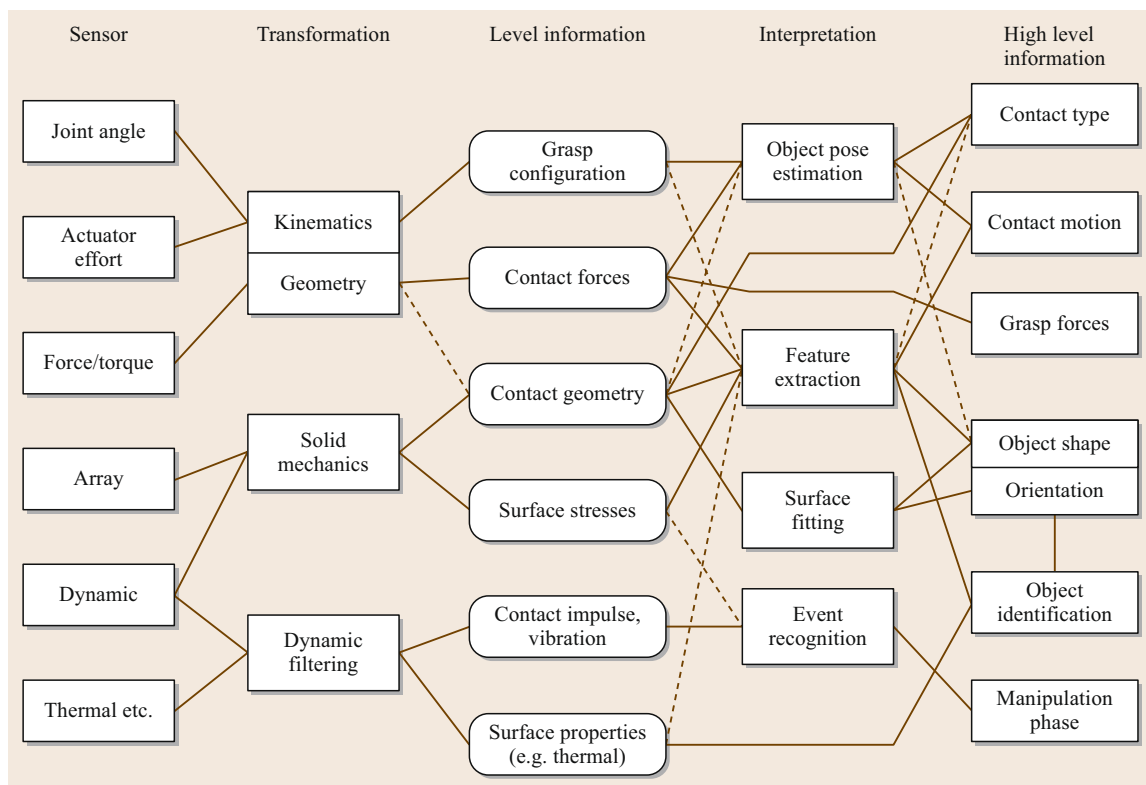 Sensor
Transformation
Level information
Interpretation
High level
information
Joint angle
Actuator
effort
Force/torque
Array
Dynamic
Thermal etc.
Kinematics
Geometry
Solid
mechanics
Dynamic
filtering
Grasp
configuration
Contact forces
Contact geometry
Surface stresses
Contact impulse,
vibration
Surface properties
(e.g. thermal)
Object pose
estimation
Feature
extraction
Surface
fitting
Event
recognition
Contact type
Contact motion
Grasp forces
Object shape
Orientation
Object
identification
Manipulation
phase